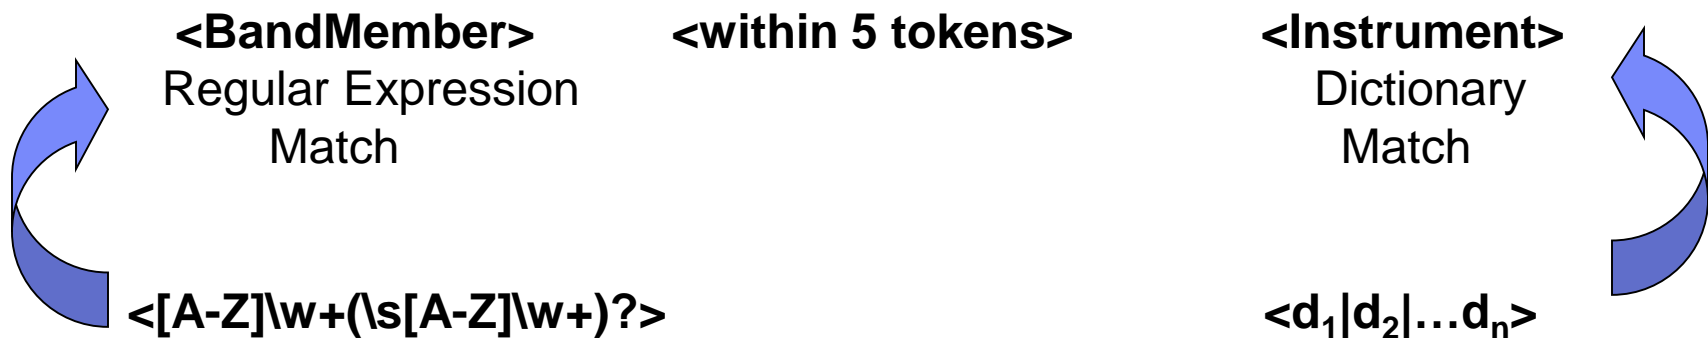 <BandMember> <within 5 tokens> <Instrument>
Regular Expression Dictionary
Match Match
<[A-Z]\w+(\s[A-Z]\w+)?> <d₁|d₂|…dₙ>